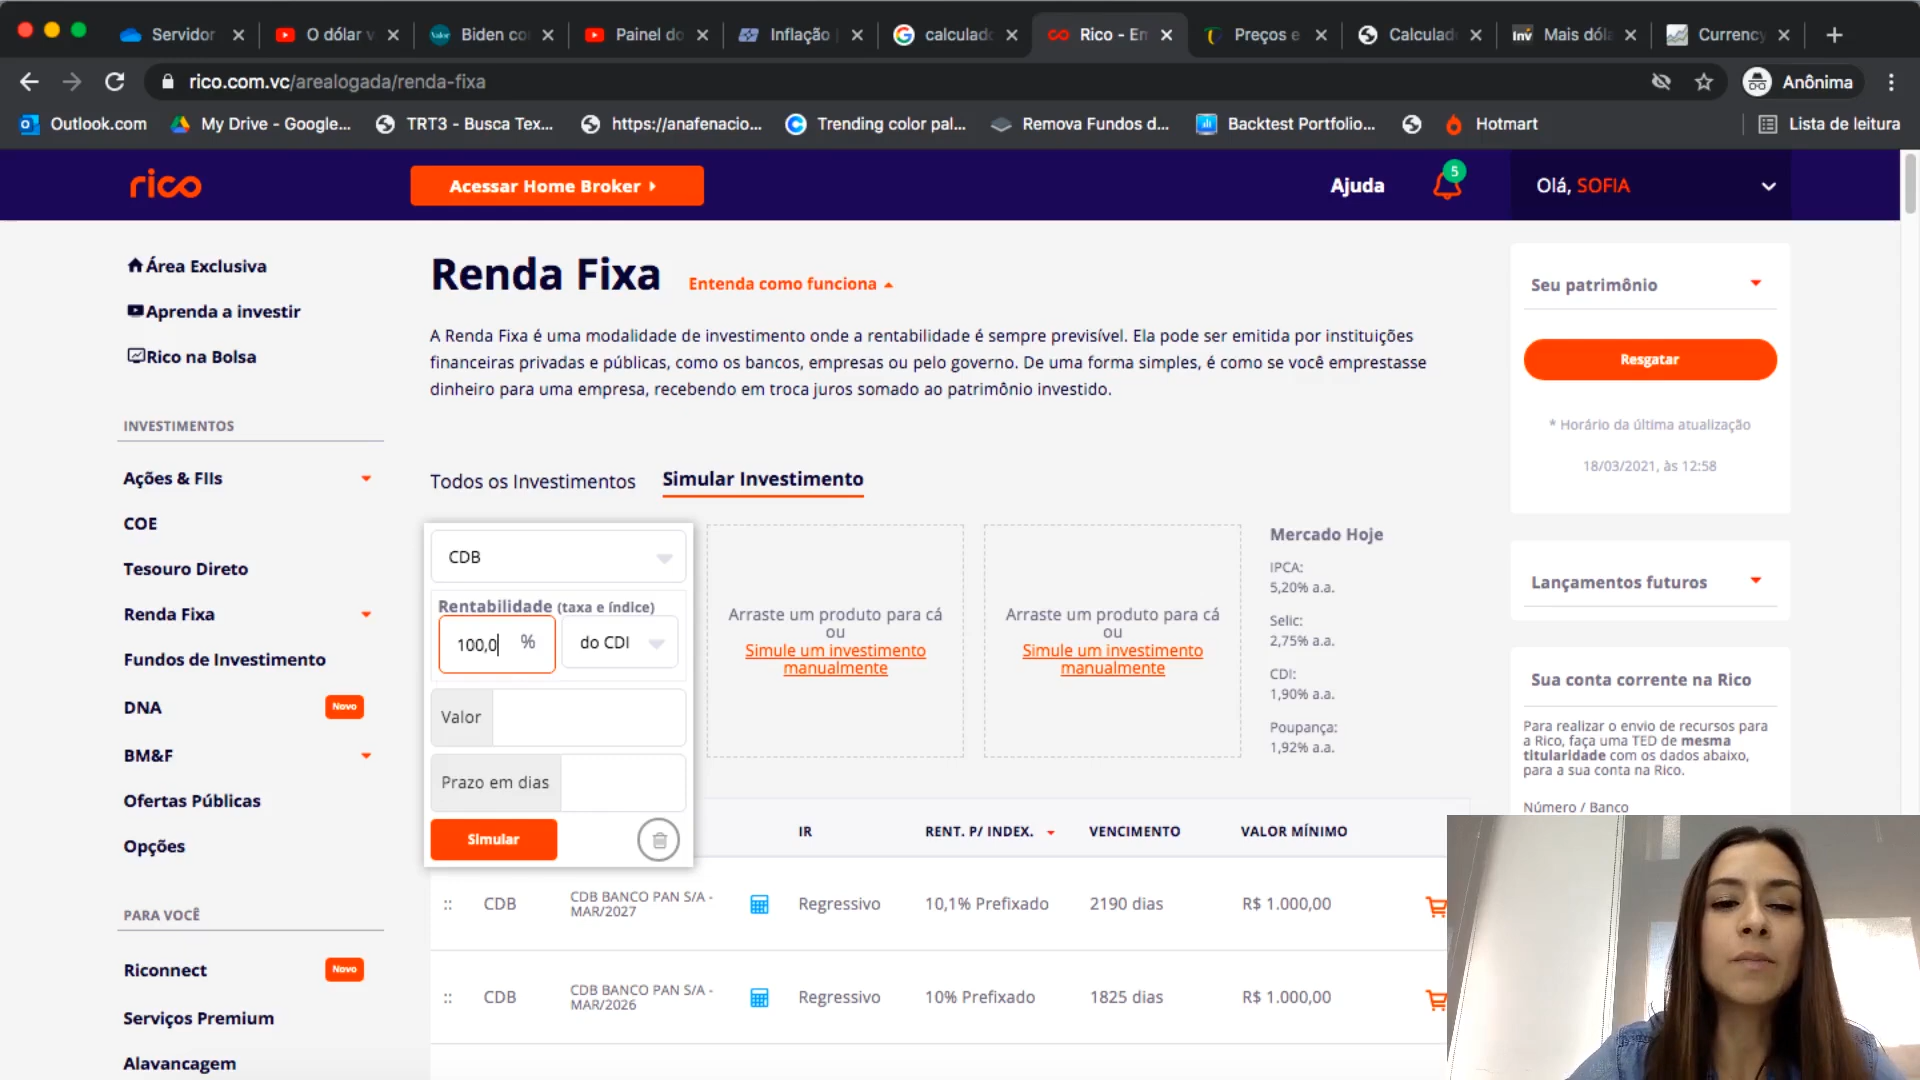 Servidor
O dólar v
Biden co
Painel do
Inflação
calculado
Rico - En
Preços e
Calculad
inv Mais dóla
Currency
rico.com.vc/arealogada/renda-fixa
Anônima
Outlook.com
My Drive - Google...
TRT3 - Busca Tex...
https://anafenacio...
Trending color pal...
Remova Fundos d...
Backtest Portfolio...
Hotmart
Lista de leitura
rico
Acessar Home Broker
Ajuda
5
Olá, SOFIA
Área Exclusiva
Aprenda a investir
Rico na Bolsa
INVESTIMENTOS
Ações & FIIs
COE
Tesouro Direto
Renda Fixa
Fundos de Investimento
DNA Novo
BM&F
Ofertas Públicas
Opções
PARA VOCÊ
Riconnect Novo
Serviços Premium
Alavancagem
Renda Fixa
Entenda como funciona
A Renda Fixa é uma modalidade de investimento onde a rentabilidade é sempre previsível. Ela pode ser emitida por instituições
financeiras privadas e públicas, como os bancos, empresas ou pelo governo. De uma forma simples, é como se você emprestasse
dinheiro para uma empresa, recebendo em troca juros somado ao patrimônio investido.
Todos os Investimentos
Simular Investimento
CDB
Rentabilidade (taxa e índice)
100,0 %
do CDI
Valor
Prazo em dias
Simular
Arraste um produto para cá
ou
Simule um investimento
manualmente
Arraste um produto para cá
ou
Simule um investimento
manualmente
Mercado Hoje
IPCA:
5,20% a.a.
Selic:
2,75% a.a.
CDI:
1,90% a.a.
Poupança:
1,92% a.a.
IR
RENT. P/ INDEX.
VENCIMENTO
VALOR MÍNIMO
CDB
CDB BANCO PAN S/A -
MAR/2027
Regressivo
10,1% Prefixado
2190 dias
R$ 1.000,00
CDB
CDB BANCO PAN S/A -
MAR/2026
Regressivo
10% Prefixado
1825 dias
R$ 1.000,00
Seu patrimônio
Resgatar
* Horário da última atualização
18/03/2021, às 12:58
Lançamentos futuros
Sua conta corrente na Rico
Para realizar o envio de recursos para
a Rico, faça uma TED de mesma
titularidade com os dados abaixo,
para a sua conta na Rico.
Número / Banco